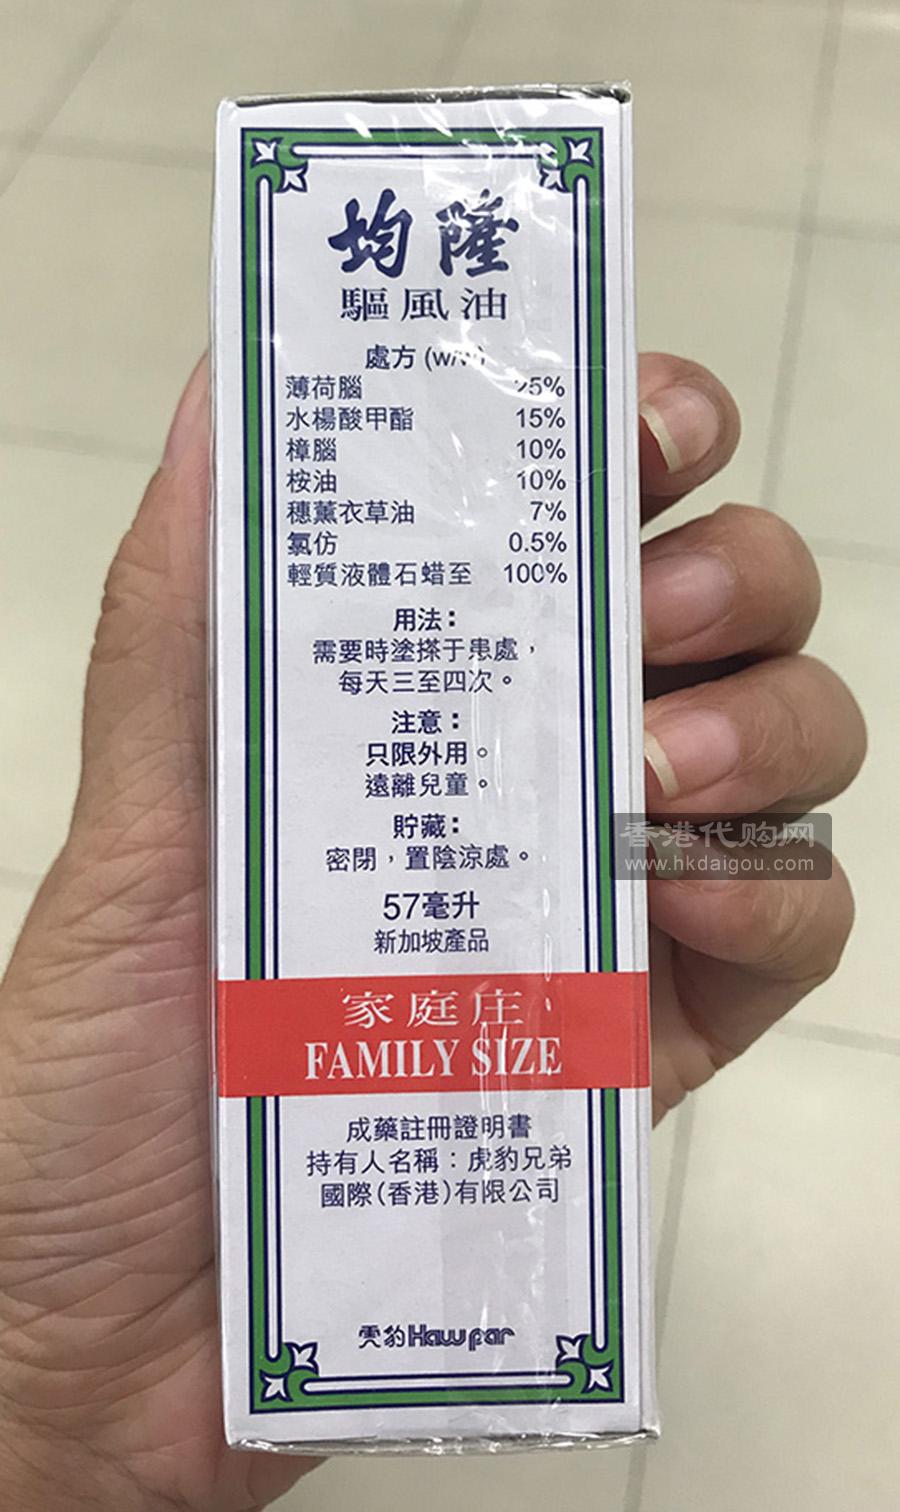 均隆
驅風油
處方 (w/w)
薄荷腦 25%
水楊酸甲酯 15%
樟腦 10%
桉油 10%
穗薰衣草油 7%
氯仿 0.5%
輕質液體石蜡至 100%
用法：
需要時塗搽于患處，
每天三至四次。
注意：
只限外用。
遠離兒童。
貯藏：
密閉，置陰涼處。
57毫升
新加坡產品
家庭庄
FAMILY SIZE
成藥註冊證明書
持有人名稱：虎豹兄弟
國際(香港)有限公司
虎豹Haw par
香港代购网
www.hkdaigou.com